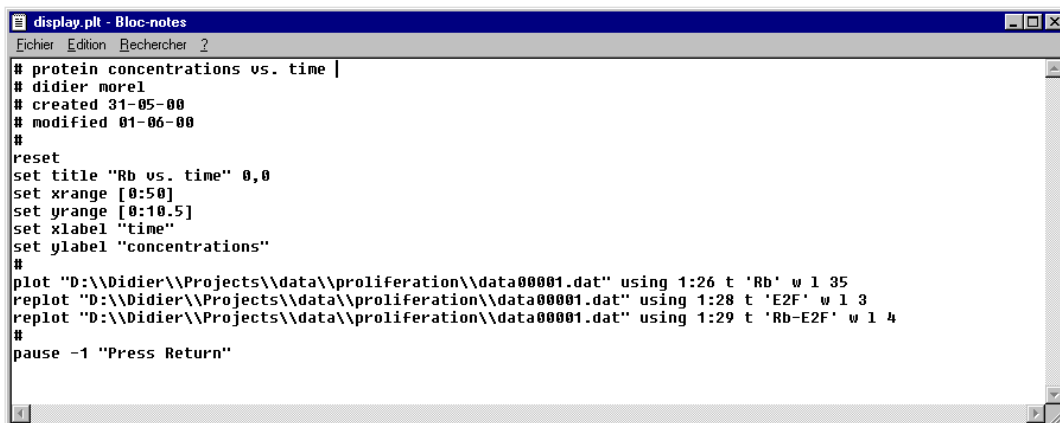 display.plt - Bloc-notes
Fichier Edition Rechercher ?
# protein concentrations vs. time
# didier morel
# created 31-05-00
# modified 01-06-00
#
reset
set title "Rb vs. time" 0,0
set xrange [0:50]
set yrange [0:10.5]
set xlabel "time"
set ylabel "concentrations"
#
plot "D:\\Didier\\Projects\\data\\proliferation\\data00001.dat" using 1:26 t 'Rb' w l 35
replot "D:\\Didier\\Projects\\data\\proliferation\\data00001.dat" using 1:28 t 'E2F' w l 3
replot "D:\\Didier\\Projects\\data\\proliferation\\data00001.dat" using 1:29 t 'Rb-E2F' w l 4
#
pause -1 "Press Return"